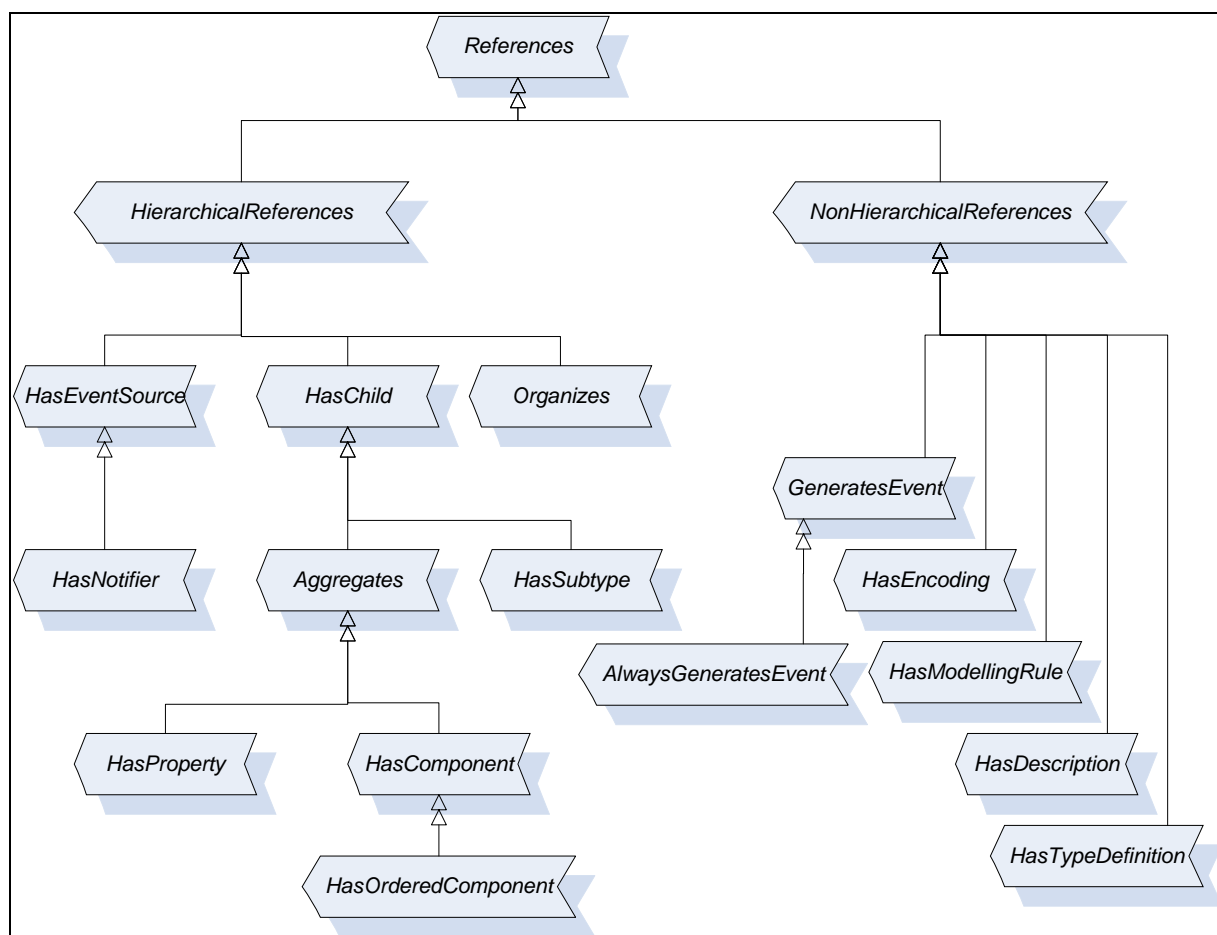 References
HierarchicalReferences
NonHierarchicalReferences
HasEventSource
HasChild
Organizes
GeneratesEvent
HasNotifier
Aggregates
HasSubtype
HasEncoding
AlwaysGeneratesEvent
HasModellingRule
HasProperty
HasComponent
HasDescription
HasTypeDefinition
HasOrderedComponent